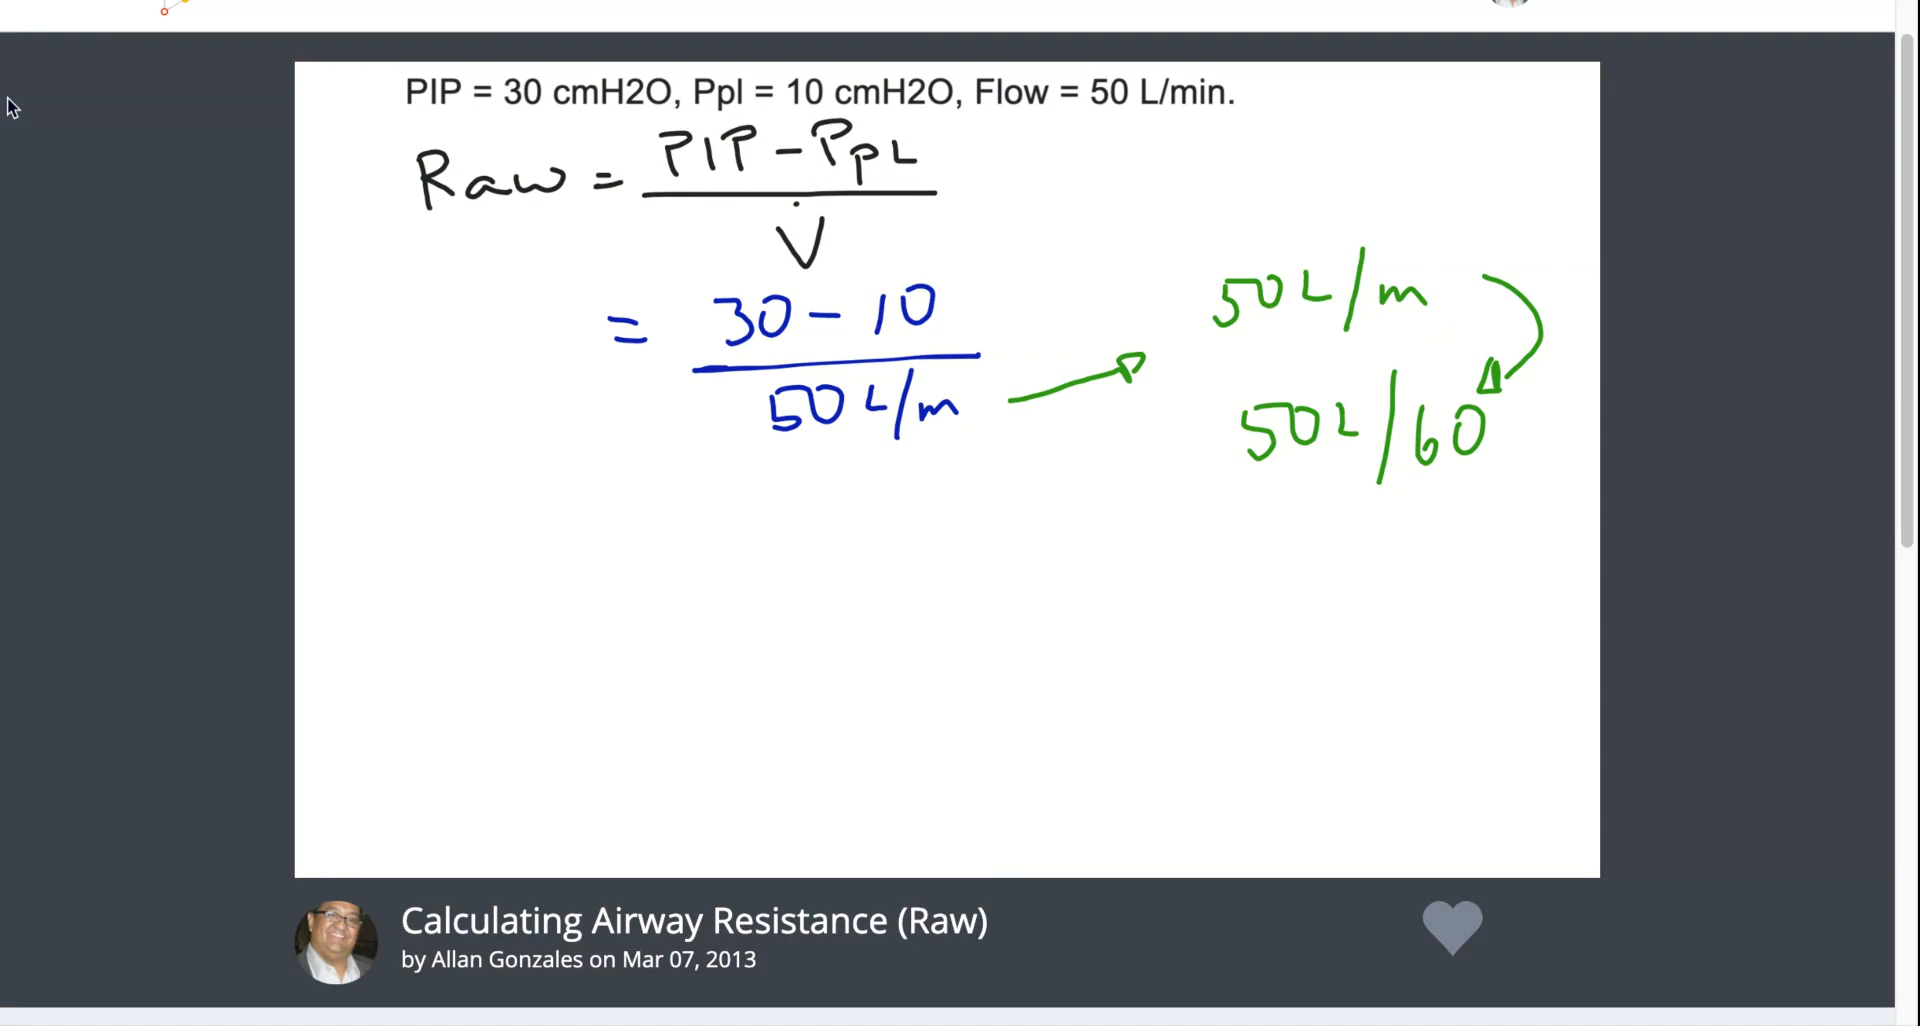 PIP = 30 cmH2O, Ppl = 10 cmH2O, Flow = 50 L/min.
Raw = PIP - PPL
V̇
= 30 - 10
50 L/m
50 L/m
50L/60
Calculating Airway Resistance (Raw)
by Allan Gonzales on Mar 07, 2013